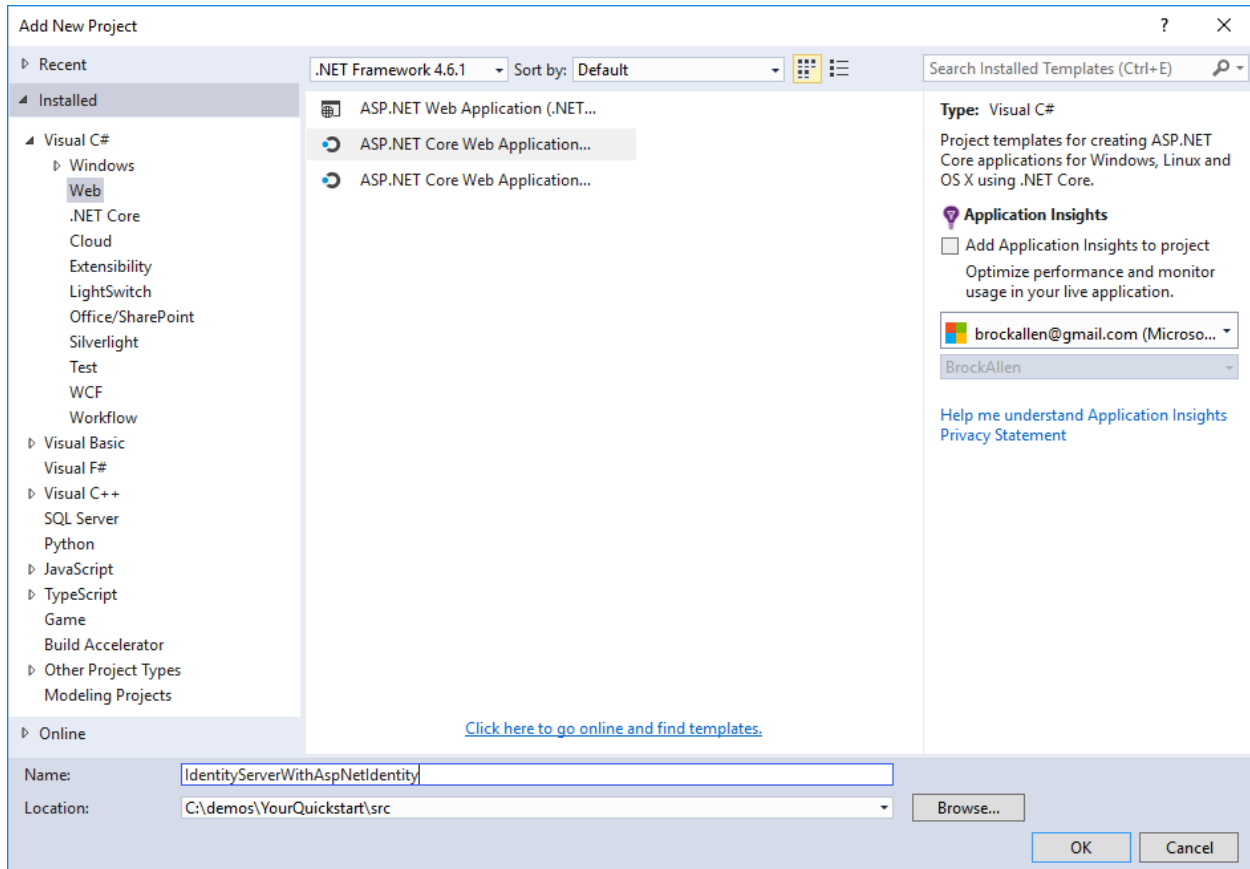 Add New Project
?
Recent
.NET Framework 4.6.1
Sort by:
Default
Search Installed Templates (Ctrl+E)
Installed
Visual C#
Windows
Web
.NET Core
Cloud
Extensibility
LightSwitch
Office/SharePoint
Silverlight
Test
WCF
Workflow
Visual Basic
Visual F#
Visual C++
SQL Server
Python
JavaScript
TypeScript
Game
Build Accelerator
Other Project Types
Modeling Projects
Online
ASP.NET Web Application (.NET...
ASP.NET Core Web Application...
ASP.NET Core Web Application...
Click here to go online and find templates.
Type: Visual C#
Project templates for creating ASP.NET
Core applications for Windows, Linux and
OS X using .NET Core.
Application Insights
Add Application Insights to project
Optimize performance and monitor
usage in your live application.
brockallen@gmail.com (Microso...
BrockAllen
Help me understand Application Insights
Privacy Statement
Name:
IdentityServerWithAspNetIdentity
Location:
C:\demos\YourQuickstart\src
Browse...
OK
Cancel